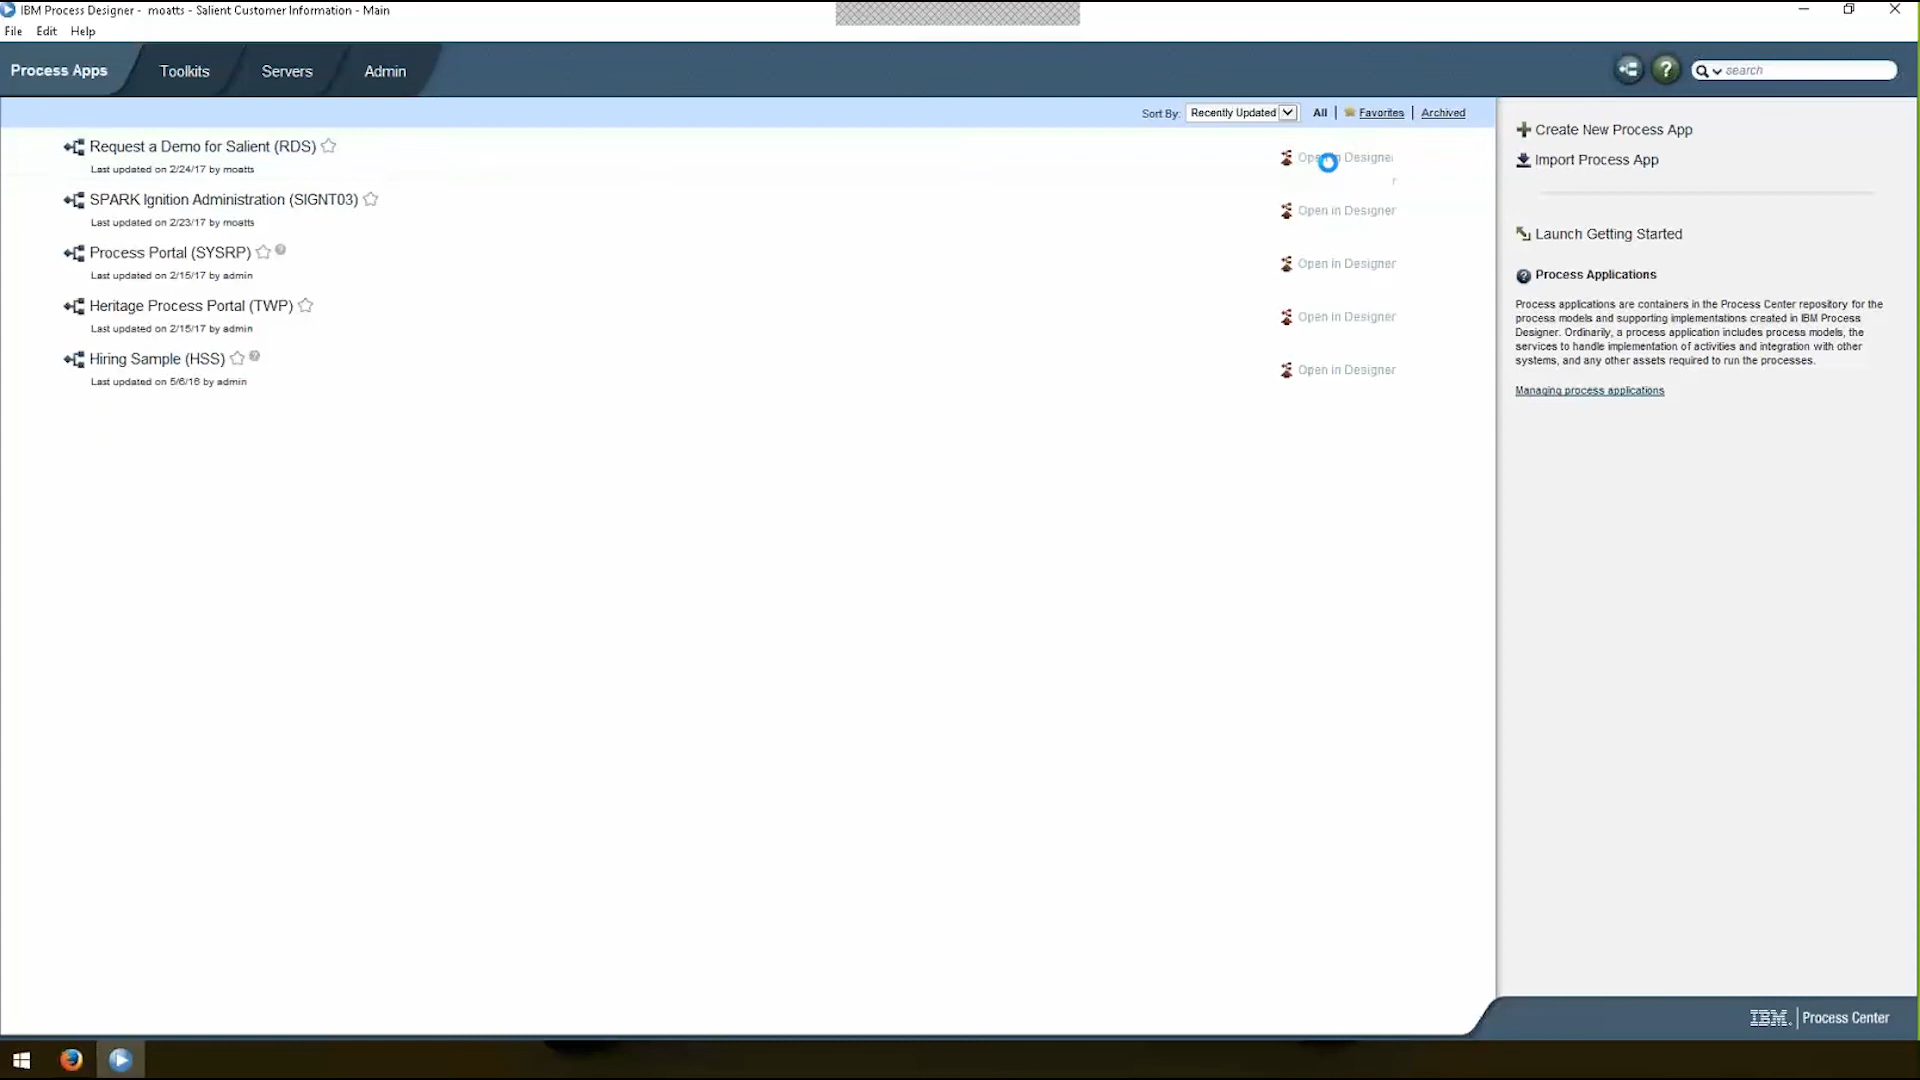 IBM Process Designer - moatts - Salient Customer Information - Main
File Edit Help
Process Apps Toolkits Servers Admin search
Sort By: Recently Updated All | Favorites | Archived
Request a Demo for Salient (RDS)
Last updated on 2/24/17 by moatts
Open in Designer
SPARK Ignition Administration (SIGNT03)
Last updated on 2/23/17 by moatts
Open in Designer
Process Portal (SYSRP)
Last updated on 2/15/17 by admin
Open in Designer
Heritage Process Portal (TWP)
Last updated on 2/15/17 by admin
Open in Designer
Hiring Sample (HSS)
Last updated on 5/6/16 by admin
Open in Designer
Create New Process App
Import Process App
Launch Getting Started
Process Applications
Process applications are containers in the Process Center repository for the
process models and supporting implementations created in IBM Process
Designer. Ordinarily, a process application includes process models, the
services to handle implementation of activities and integration with other
systems, and any other assets required to run the processes.
Managing process applications
IBM. | Process Center